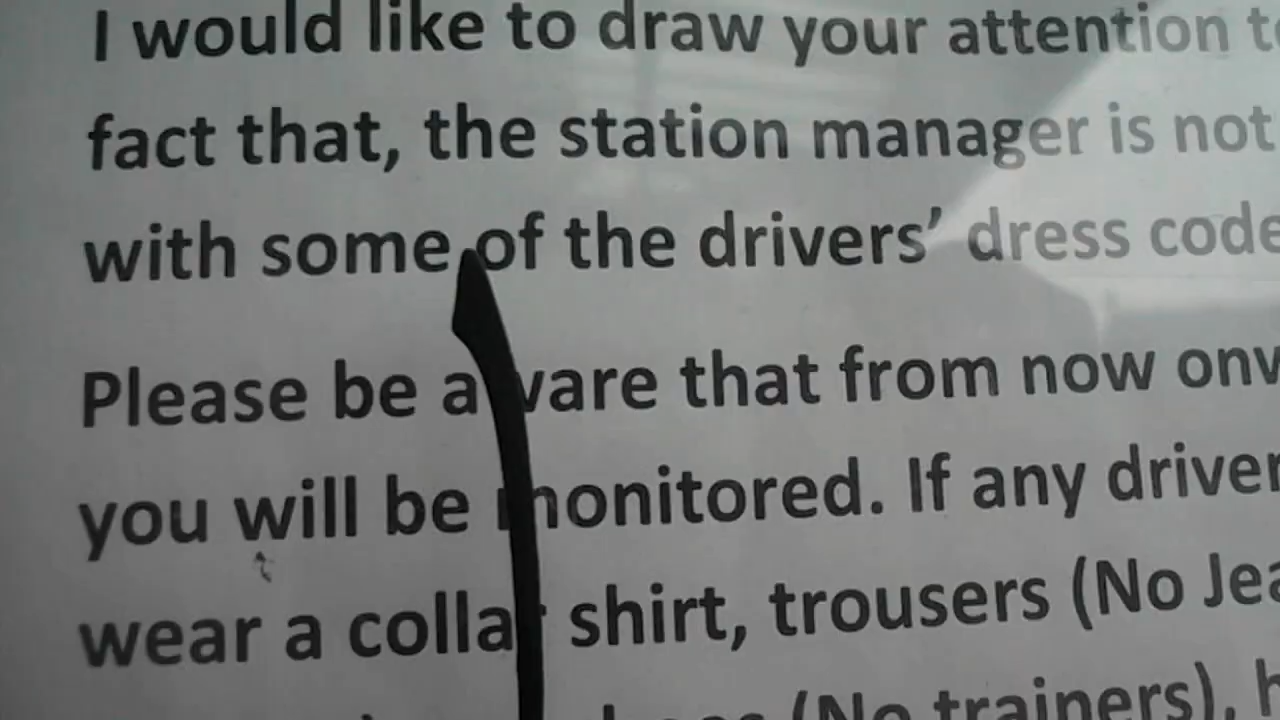 I would like to draw your attention
fact that, the station manager is not
with some of the drivers' dress code
Please be aware that from now
you will be monitored. If any driver
wear a collar shirt, trousers (No
(No trainers),